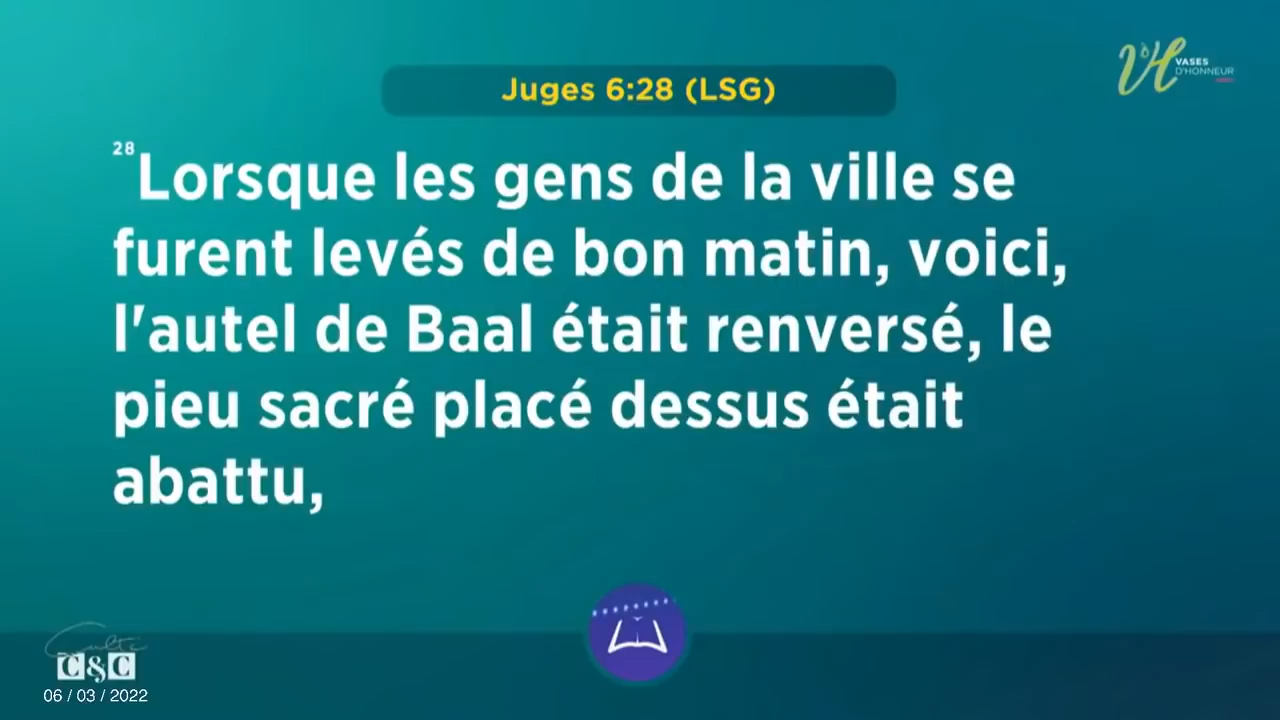 Juges 6:28 (LSG)
VASES
D'HONNEUR
28 Lorsque les gens de la ville se
furent levés de bon matin, voici,
l'autel de Baal était renversé, le
pieu sacré placé dessus était
abattu,
Culte
C&C
06 / 03 / 2022